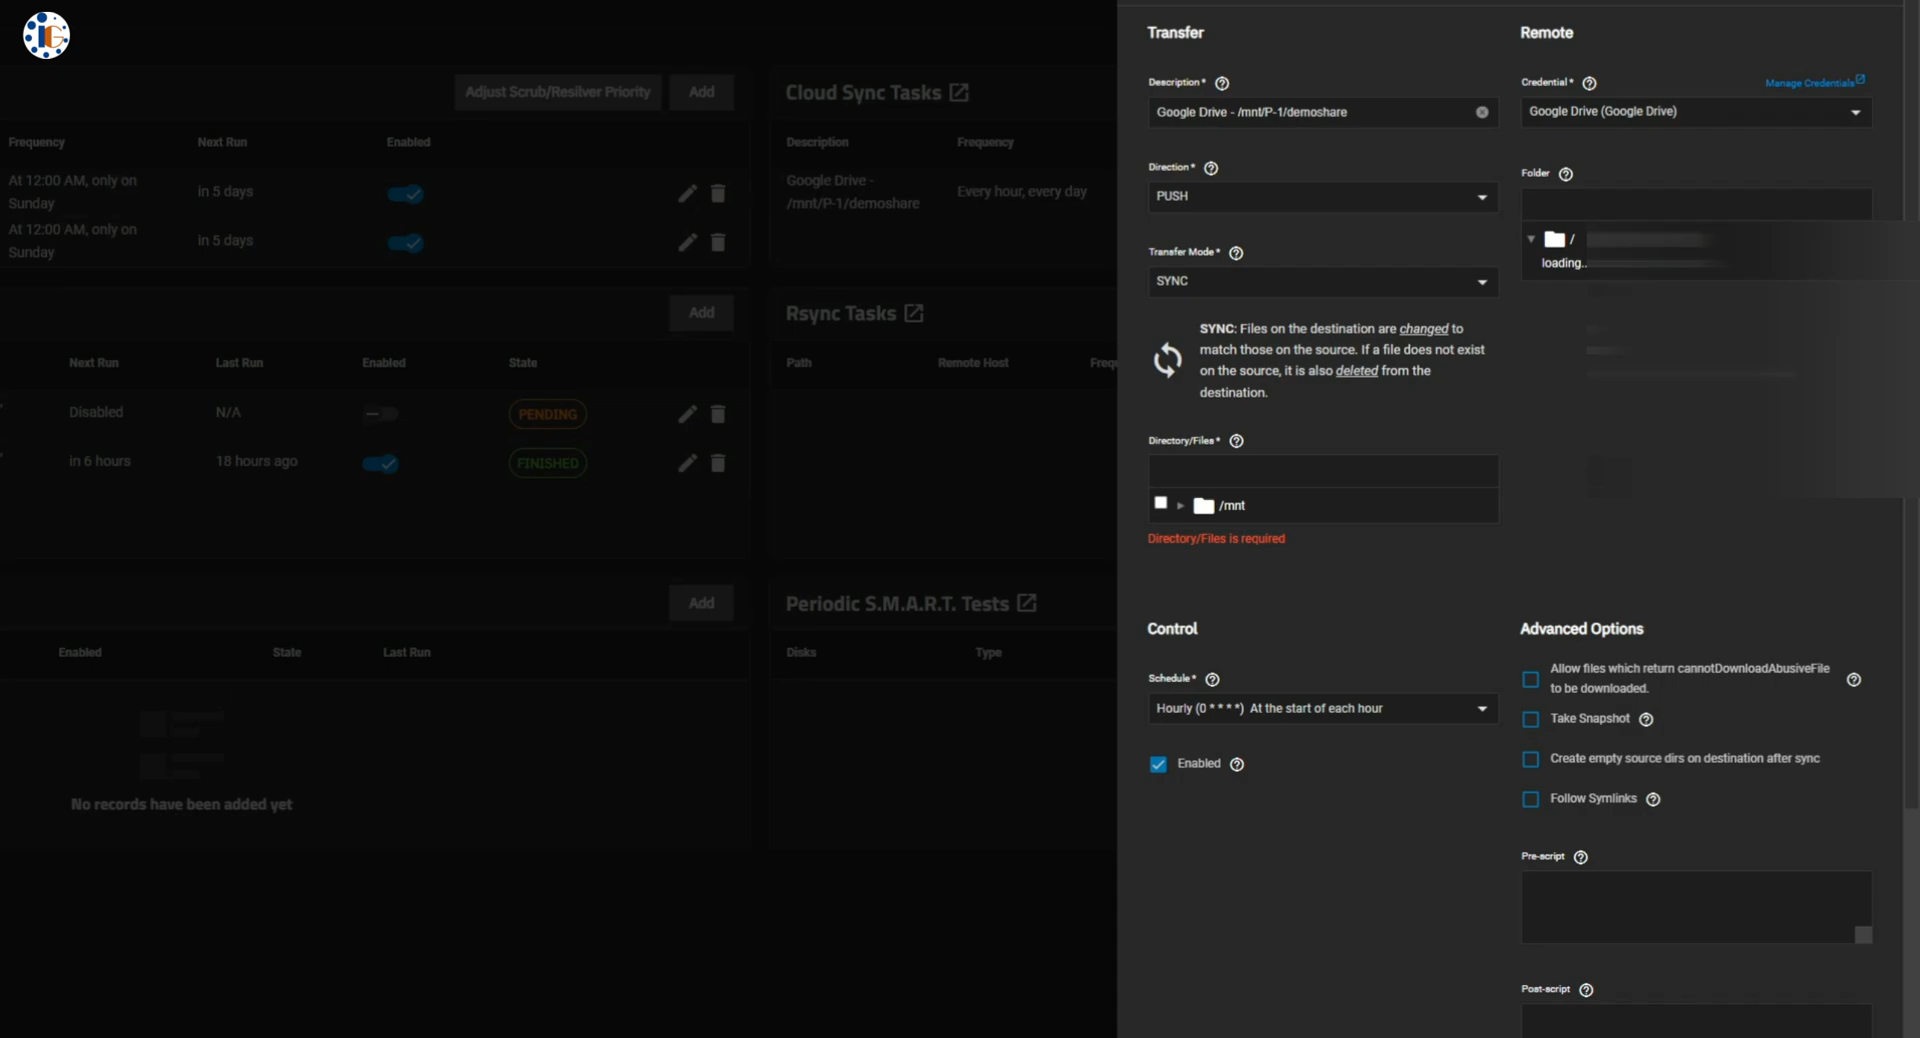 IG
Adjust Scrub/Resilver Priority
Add
Frequency
Next Run
Enabled
At 12:00 AM, only on
Sunday
in 5 days
At 12:00 AM, only on
Sunday
in 5 days
Cloud Sync Tasks
Description
Frequency
Google Drive -
/mnt/P-1/demoshare
Every hour, every day
Add
Next Run
Last Run
Enabled
State
Disabled
N/A
PENDING
in 6 hours
18 hours ago
FINISHED
Rsync Tasks
Path
Remote Host
Frequ
Add
Enabled
State
Last Run
No records have been added yet
Periodic S.M.A.R.T. Tests
Disks
Type
Transfer
Description*
Google Drive - /mnt/P-1/demoshare
Direction*
PUSH
Transfer Mode*
SYNC
SYNC: Files on the destination are changed to
match those on the source. If a file does not exist
on the source, it is also deleted from the
destination.
Directory/Files*
/mnt
Directory/Files is required
Remote
Credential*
Manage Credentials
Google Drive (Google Drive)
Folder
/
loading..
Control
Schedule*
Hourly (0 * * * *) At the start of each hour
Enabled
Advanced Options
Allow files which return cannotDownloadAbusiveFile
to be downloaded.
Take Snapshot
Create empty source dirs on destination after sync
Follow Symlinks
Pre-script
Post-script